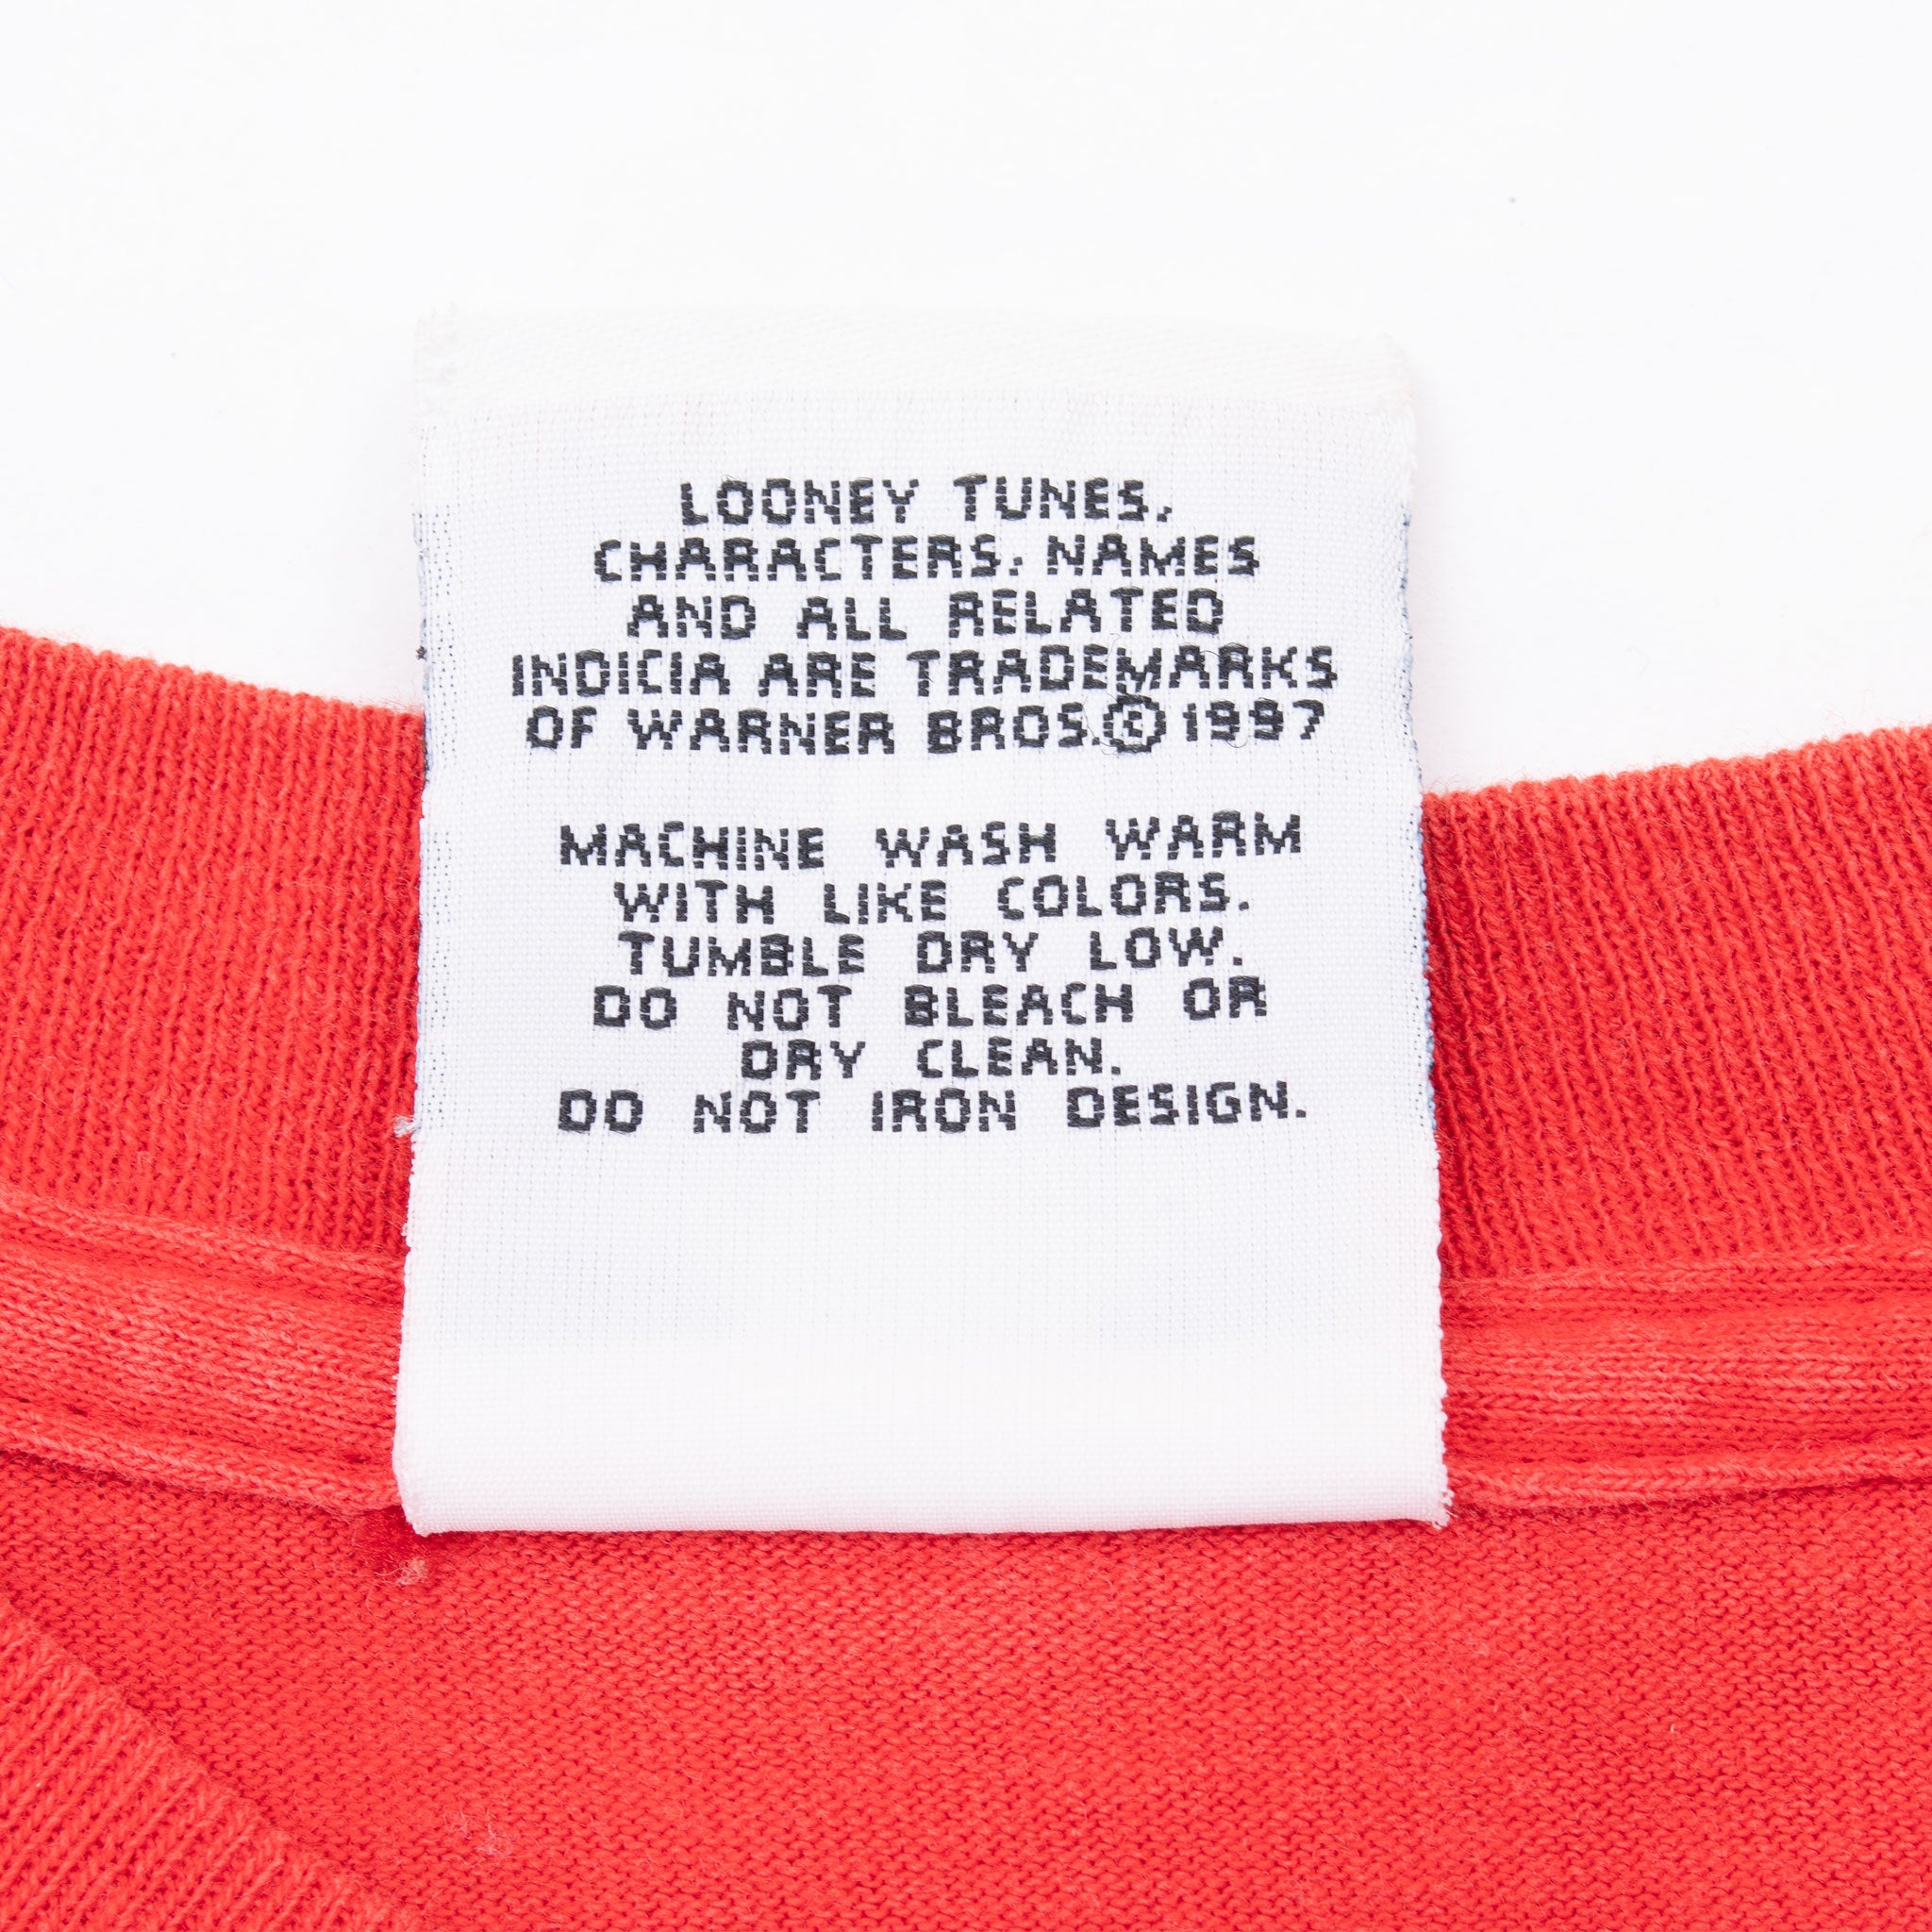 LOONEY TUNES,
CHARACTERS, NAMES
AND ALL RELATED
INDICIA ARE TRADEMARKS
OF WARNER BROS.©1997
MACHINE WASH WARM
WITH LIKE COLORS.
TUMBLE DRY LOW.
DO NOT BLEACH OR
DRY CLEAN.
DO NOT IRON DESIGN.